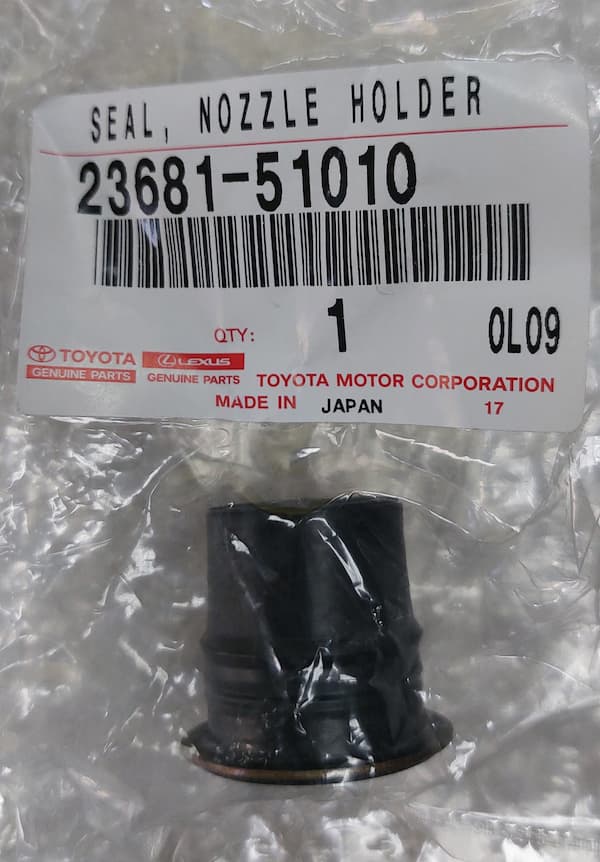 SEAL, NOZZLE HOLDER
23681-51010
QTY: 1 0L09
TOYOTA LEXUS
GENUINE PARTS GENUINE PARTS TOYOTA MOTOR CORPORATION
MADE IN JAPAN 17